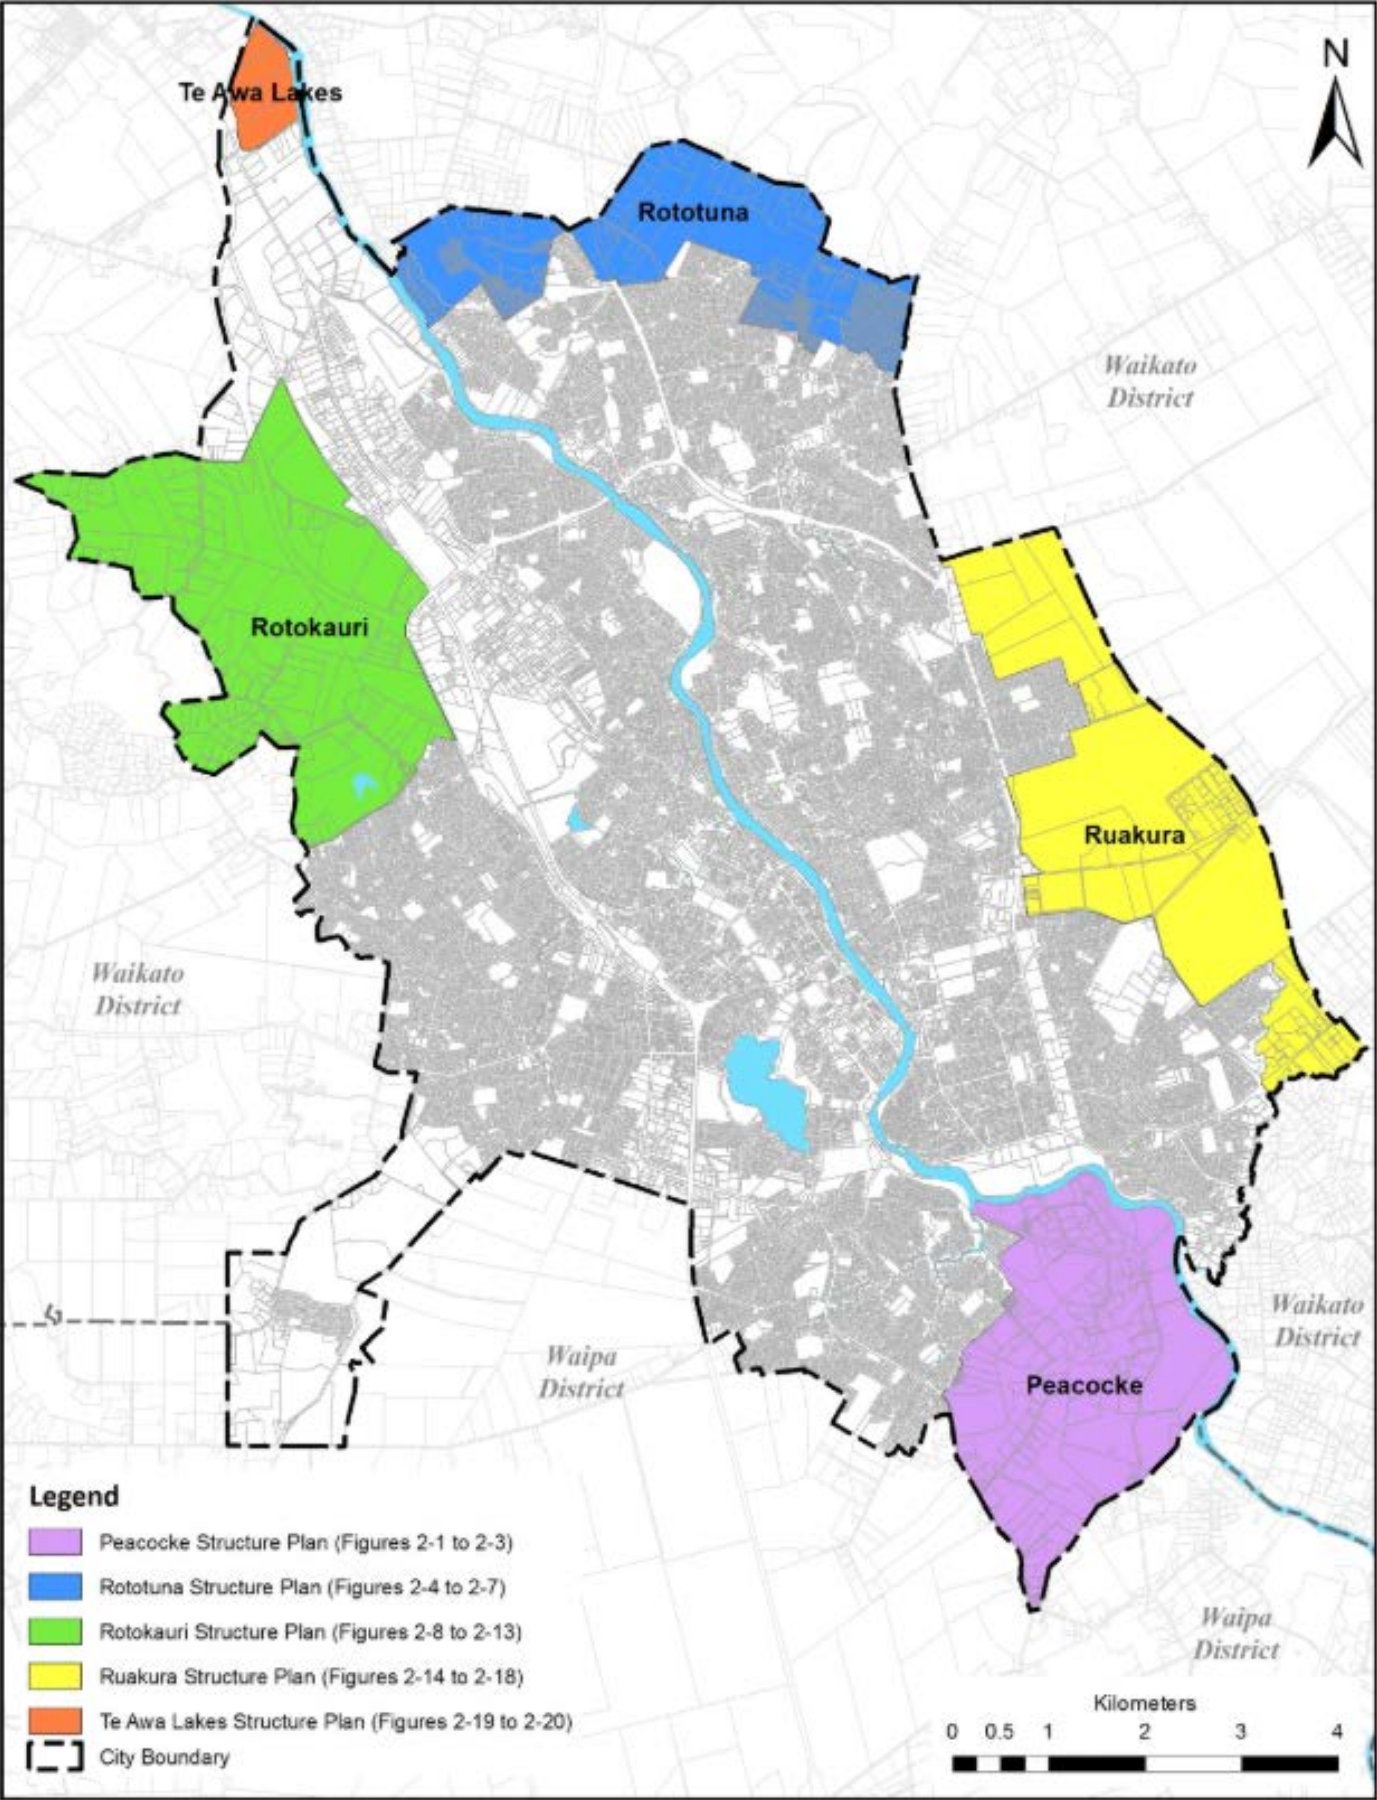 N
Te Awa Lakes
Rototuna
Waikato
District
Rotokauri
Ruakura
Waikato
District
Waikato
District
Waipa
District
Peacocke
Legend
Peacocke Structure Plan (Figures 2-1 to 2-3)
Rototuna Structure Plan (Figures 2-4 to 2-7)
Rotokauri Structure Plan (Figures 2-8 to 2-13)
Ruakura Structure Plan (Figures 2-14 to 2-18)
Te Awa Lakes Structure Plan (Figures 2-19 to 2-20)
City Boundary
Waipa
District
Kilometers
0 0.5 1 2 3 4